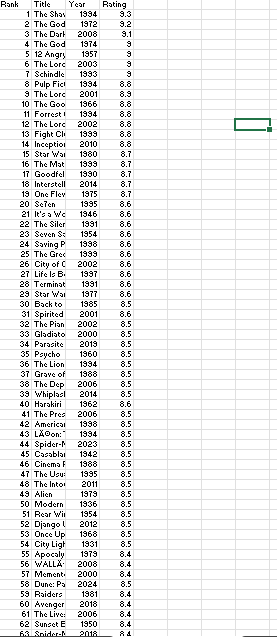 Rank Title Year Rating
1 The Shav 1994 9.3
2 The God 1972 9.2
3 The Dark 2008 9.1
4 The God 1974 9
5 12 Angry 1957 9
6 The Lord 2003 9
7 Schindle 1993 9
8 Pulp Fict 1994 8.8
9 The Lord 2001 8.9
10 The Goo 1966 8.8
11 Forrest 1994 8.8
12 The Lord 2002 8.8
13 Fight Clu 1999 8.8
14 Inception 2010 8.8
15 Star War 1980 8.7
16 The Mat 1999 8.7
17 Goodfell 1990 8.7
18 Interstell 2014 8.7
19 One Flew 1975 8.7
20 Se7en 1995 8.6
21 It's a Wo 1946 8.6
22 The Silen 1991 8.6
23 Seven Sa 1954 8.6
24 Saving P 1998 8.6
25 The Gree 1999 8.6
26 City of G 2002 8.6
27 Life Is Be 1997 8.6
28 Terminat 1991 8.6
29 Star War 1977 8.6
30 Back to 1985 8.5
31 Spirited 2001 8.6
32 The Pian 2002 8.5
33 Gladiato 2000 8.5
34 Parasite 2019 8.5
35 Psycho 1960 8.5
36 The Lion 1994 8.5
37 Grave of 1988 8.5
38 The Dep 2006 8.5
39 Whiplash 2014 8.5
40 Harakiri 1962 8.6
41 The Pres 2006 8.5
42 American 1998 8.5
43 LÃ©on: 1994 8.5
44 Spider-M 2023 8.5
45 Casablan 1942 8.5
46 Cinema P 1988 8.5
47 The Usu 1995 8.5
48 The Into 2011 8.5
49 Alien 1979 8.5
50 Modern 1936 8.5
51 Rear Win 1954 8.5
52 Django U 2012 8.5
53 Once Up 1968 8.5
54 City Ligh 1931 8.5
55 Apocaly 1979 8.4
56 WALLÂ· 2008 8.4
57 Memento 2000 8.4
58 Dune: Pa 2024 8.5
59 Raiders 1981 8.4
60 Avenger 2018 8.4
61 The Lives 2006 8.4
62 Sunset B 1950 8.4
63 Spider-M 2018 8.4